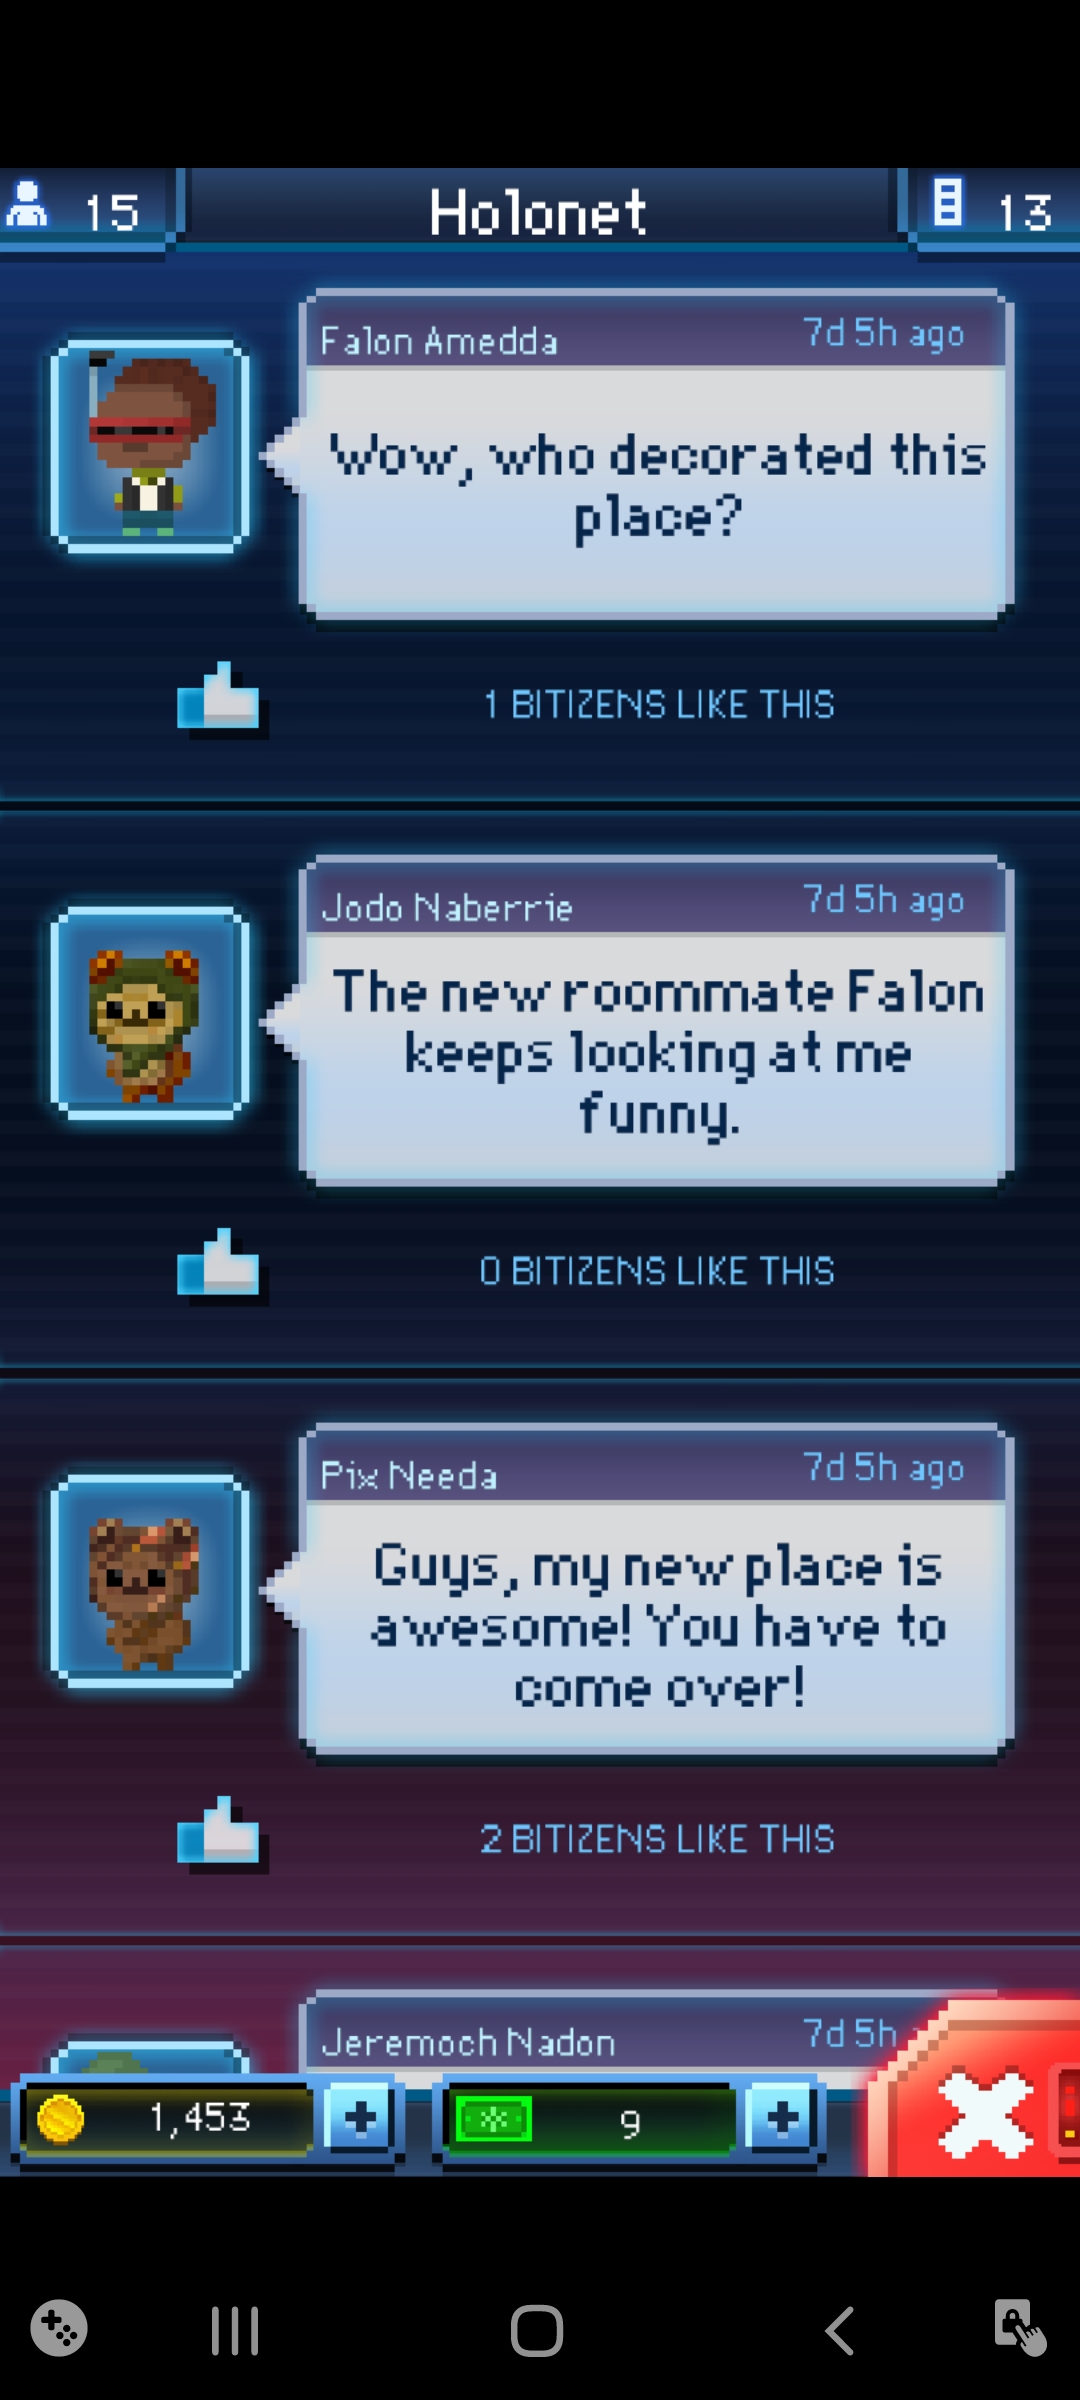 15
Holonet
13
Falon Amedda
7d 5h ago
Wow, who decorated this
place?
1 BITIZENS LIKE THIS
Jodo Naberrie
7d 5h ago
The new roommate Falon
keeps looking at me
funny.
0 BITIZENS LIKE THIS
Pix Needa
7d 5h ago
Guys, my new place is
awesome! You have to
come over!
2 BITIZENS LIKE THIS
Jeremoch Nadon
7d 5h
1,453
9